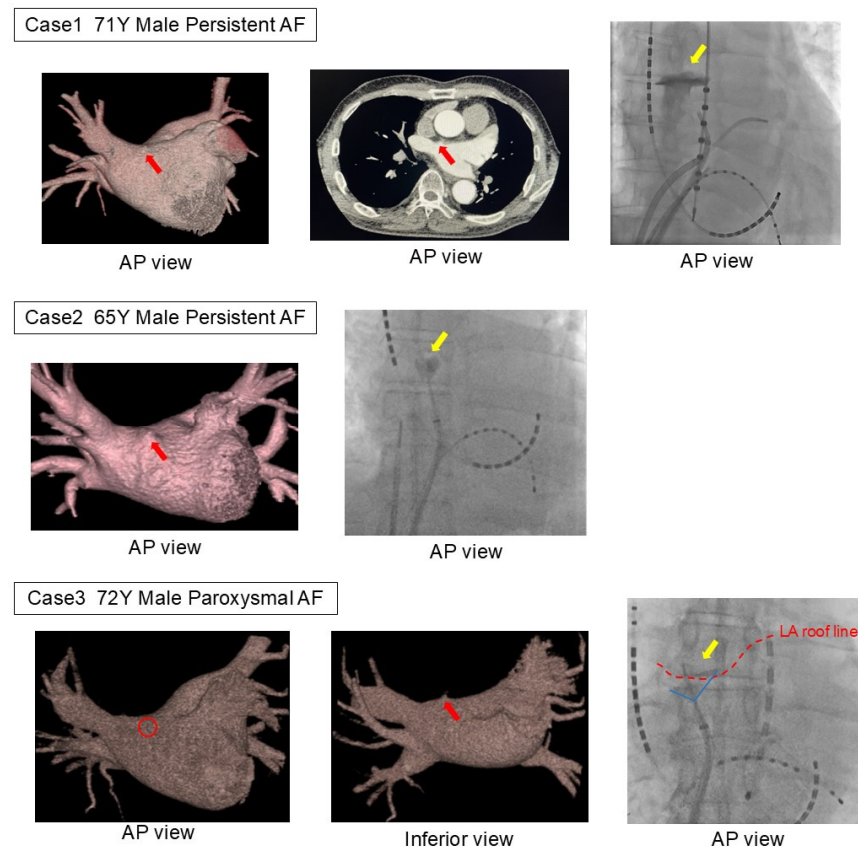 Case1 71Y Male Persistent AF
AP view
AP view
AP view
Case2 65Y Male Persistent AF
AP view
AP view
Case3 72Y Male Paroxysmal AF
LA roof line
AP view
Inferior view
AP view